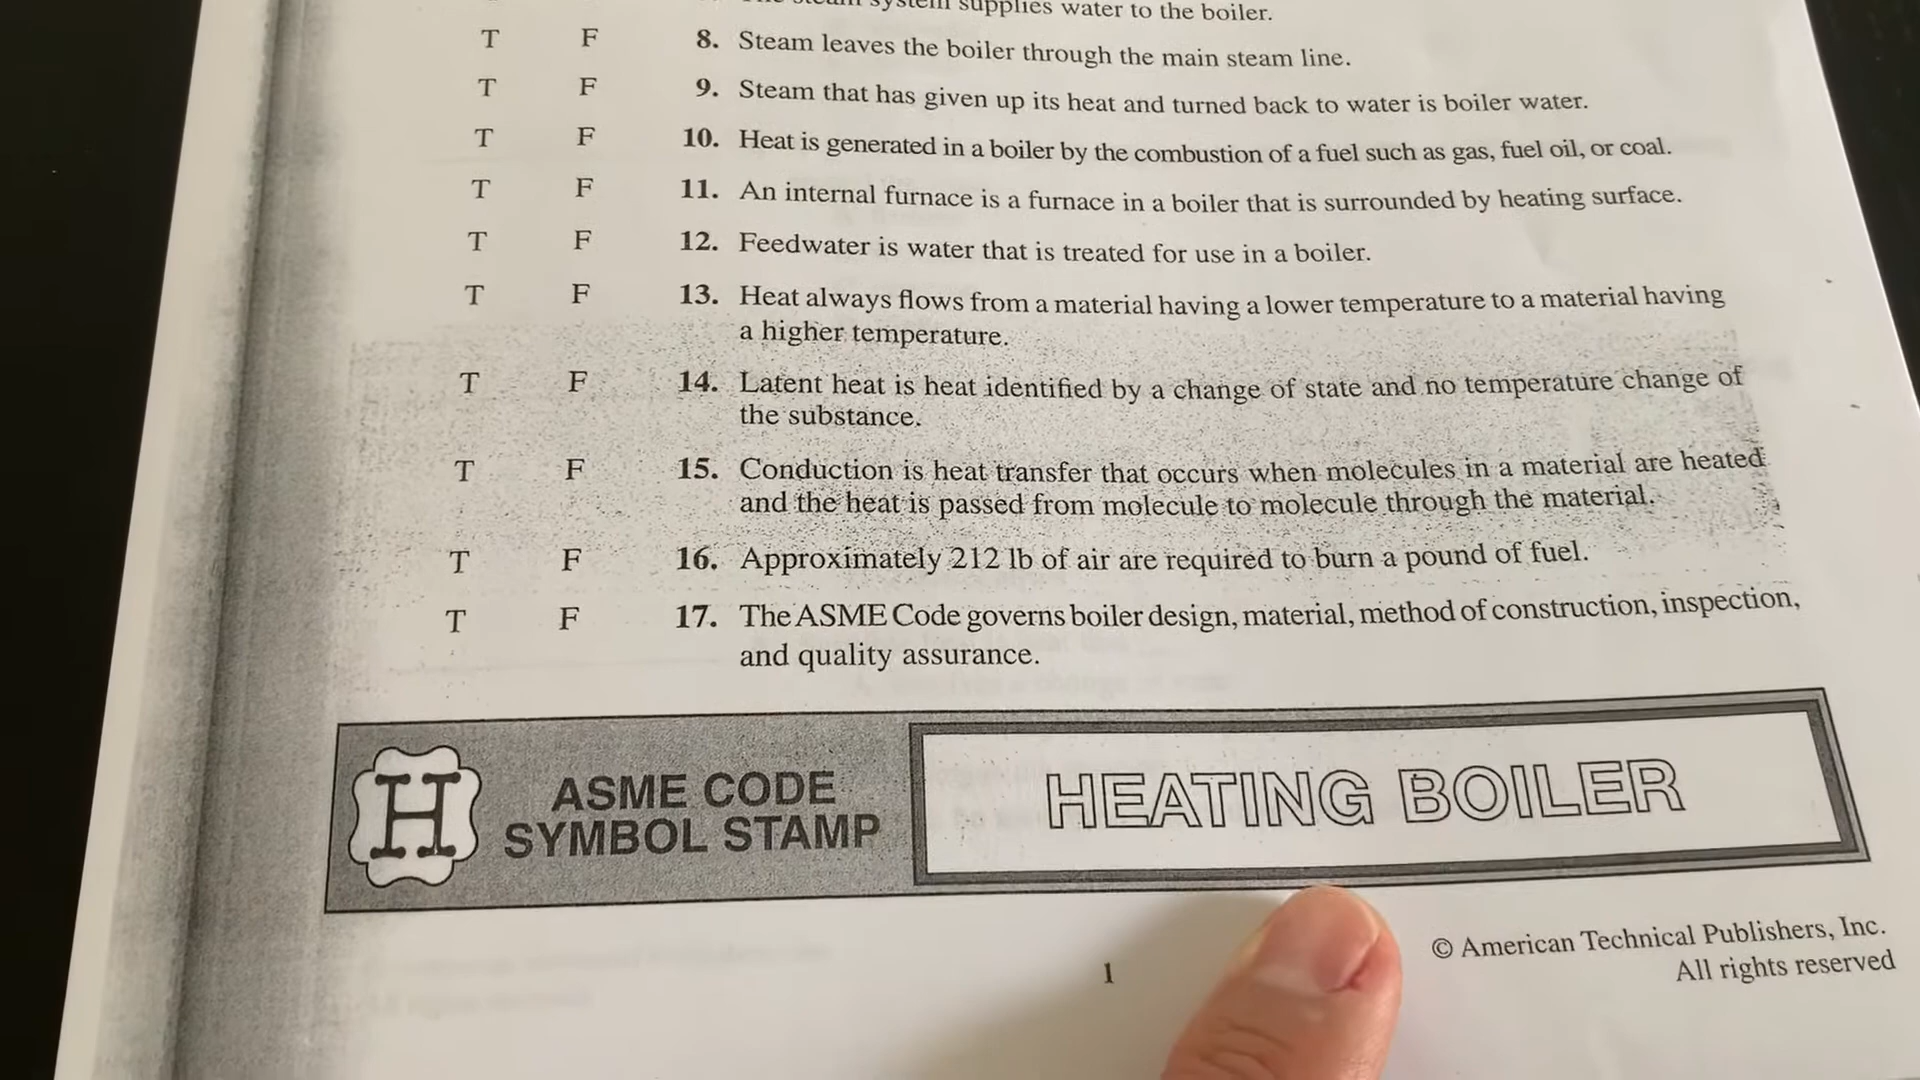 The steam system supplies water to the boiler.
T F 8. Steam leaves the boiler through the main steam line.
T F 9. Steam that has given up its heat and turned back to water is boiler water.
T F 10. Heat is generated in a boiler by the combustion of a fuel such as gas, fuel oil, or coal.
T F 11. An internal furnace is a furnace in a boiler that is surrounded by heating surface.
T F 12. Feedwater is water that is treated for use in a boiler.
T F 13. Heat always flows from a material having a lower temperature to a material having
a higher temperature.
T F 14. Latent heat is heat identified by a change of state and no temperature change of
the substance.
T F 15. Conduction is heat transfer that occurs when molecules in a material are heated
and the heat is passed from molecule to molecule through the material.
T F 16. Approximately 212 lb of air are required to burn a pound of fuel.
T F 17. The ASME Code governs boiler design, material, method of construction, inspection,
and quality assurance.
H
ASME CODE
SYMBOL STAMP
HEATING BOILER
© American Technical Publishers, Inc.
All rights reserved
1